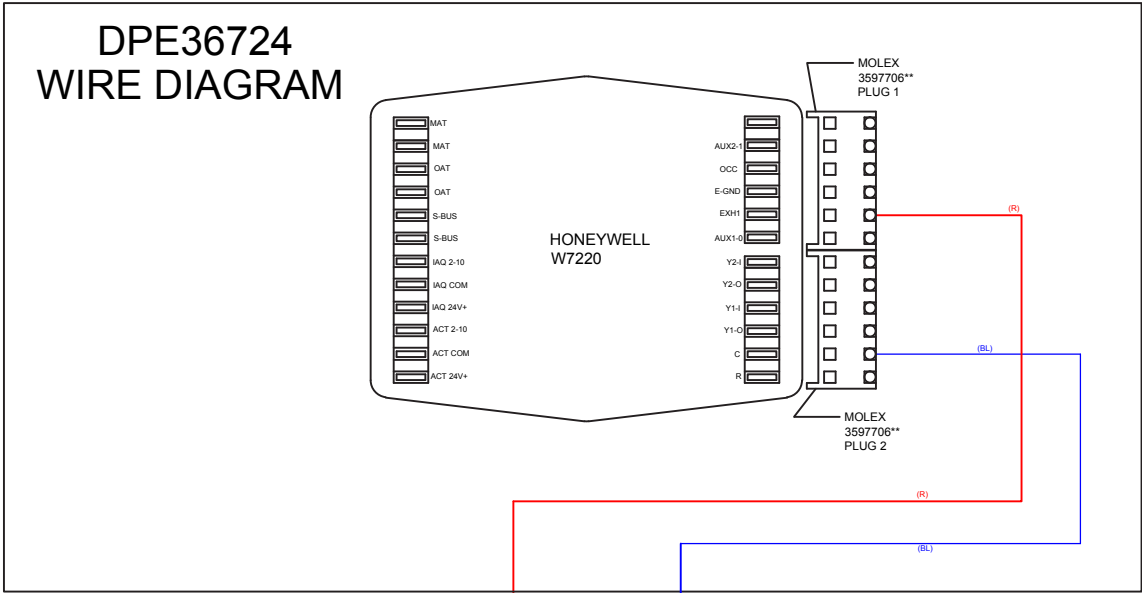 DPE36724
WIRE DIAGRAM
MOLEX
3597706**
PLUG 1
MAT
MAT
OAT
OAT
S-BUS
S-BUS
IAQ 2-10
IAQ COM
IAQ 24V+
ACT 2-10
ACT COM
ACT 24V+
HONEYWELL
W7220
AUX2-1
OCC
E-GND
EXH1
AUX1-0
Y2-I
Y2-O
Y1-I
Y1-O
C
R
(R)
(BL)
MOLEX
3597706**
PLUG 2
(R)
(BL)